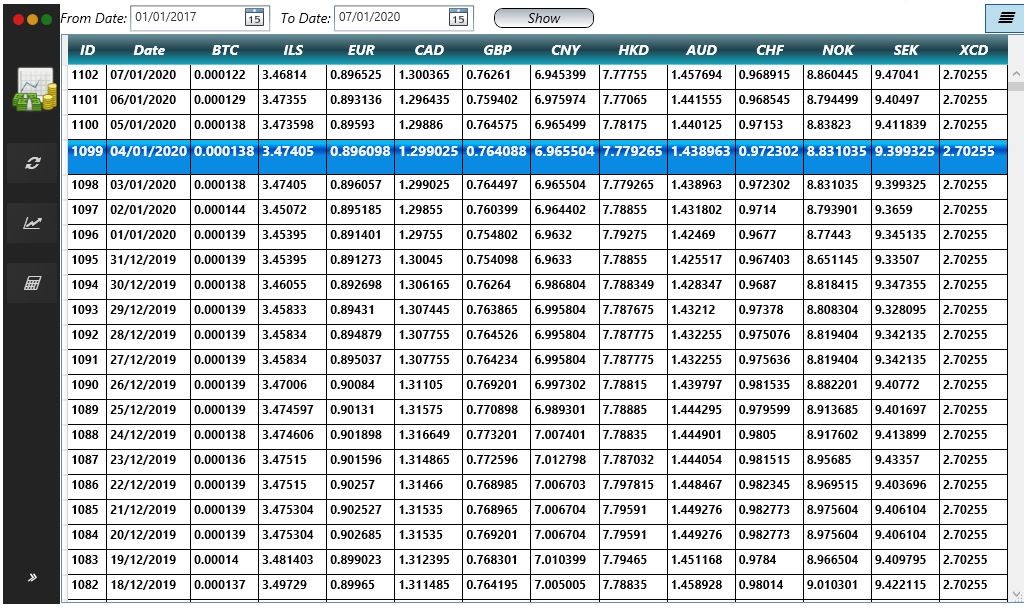 From Date: 01/01/2017 15 To Date: 07/01/2020 15 Show
ID Date BTC ILS EUR CAD GBP CNY HKD AUD CHF NOK SEK XCD
1102 07/01/2020 0.000122 3.46814 0.896525 1.300365 0.76261 6.945399 7.77755 1.457694 0.968915 8.860445 9.47041 2.70255
1101 06/01/2020 0.000129 3.47355 0.893136 1.296435 0.759402 6.975974 7.77065 1.441555 0.968545 8.794499 9.40497 2.70255
1100 05/01/2020 0.000138 3.473598 0.89593 1.29886 0.764575 6.965499 7.78175 1.440125 0.97153 8.83823 9.411839 2.70255
1099 04/01/2020 0.000138 3.47405 0.896098 1.299025 0.764088 6.965504 7.779265 1.438963 0.972302 8.831035 9.399325 2.70255
1098 03/01/2020 0.000138 3.47405 0.896057 1.299025 0.764497 6.965504 7.779265 1.438963 0.972302 8.831035 9.399325 2.70255
1097 02/01/2020 0.000144 3.45072 0.895185 1.29855 0.760399 6.964402 7.78855 1.431802 0.9714 8.793901 9.3659 2.70255
1096 01/01/2020 0.000139 3.45395 0.891401 1.29755 0.754802 6.9632 7.79275 1.42469 0.9677 8.77443 9.345135 2.70255
1095 31/12/2019 0.000139 3.45395 0.891273 1.30045 0.754098 6.9633 7.78855 1.425517 0.967403 8.651145 9.33507 2.70255
1094 30/12/2019 0.000138 3.46055 0.892698 1.306165 0.76264 6.986804 7.788349 1.428347 0.9687 8.818415 9.347355 2.70255
1093 29/12/2019 0.000139 3.45833 0.89431 1.307445 0.763865 6.995804 7.787675 1.43212 0.97378 8.808304 9.328095 2.70255
1092 28/12/2019 0.000139 3.45834 0.894879 1.307755 0.764526 6.995804 7.787775 1.432255 0.975076 8.819404 9.342135 2.70255
1091 27/12/2019 0.000139 3.45834 0.895037 1.307755 0.764234 6.995804 7.787775 1.432255 0.975636 8.819404 9.342135 2.70255
1090 26/12/2019 0.000139 3.47006 0.90084 1.31105 0.769201 6.997302 7.78815 1.439797 0.981535 8.882201 9.40772 2.70255
1089 25/12/2019 0.000139 3.474597 0.90131 1.31575 0.770898 6.989301 7.78885 1.444295 0.979599 8.913685 9.401697 2.70255
1088 24/12/2019 0.000138 3.474606 0.901898 1.316649 0.773201 7.007401 7.78835 1.444901 0.9805 8.917602 9.413899 2.70255
1087 23/12/2019 0.000136 3.47515 0.901596 1.314865 0.772596 7.012798 7.787032 1.444054 0.981515 8.95685 9.43357 2.70255
1086 22/12/2019 0.000139 3.47515 0.90257 1.31466 0.768985 7.006703 7.797815 1.448467 0.982345 8.969515 9.403696 2.70255
1085 21/12/2019 0.000139 3.475304 0.902527 1.31535 0.768965 7.006704 7.79591 1.449276 0.982773 8.975604 9.406104 2.70255
1084 20/12/2019 0.000139 3.475304 0.902685 1.31535 0.769201 7.006704 7.79591 1.449276 0.982773 8.975604 9.406104 2.70255
1083 19/12/2019 0.00014 3.481403 0.899023 1.312395 0.768301 7.010399 7.79465 1.451168 0.9784 8.966504 9.409795 2.70255
1082 18/12/2019 0.000137 3.49729 0.89965 1.311485 0.764195 7.005005 7.78835 1.458928 0.98014 9.010301 9.422115 2.70255